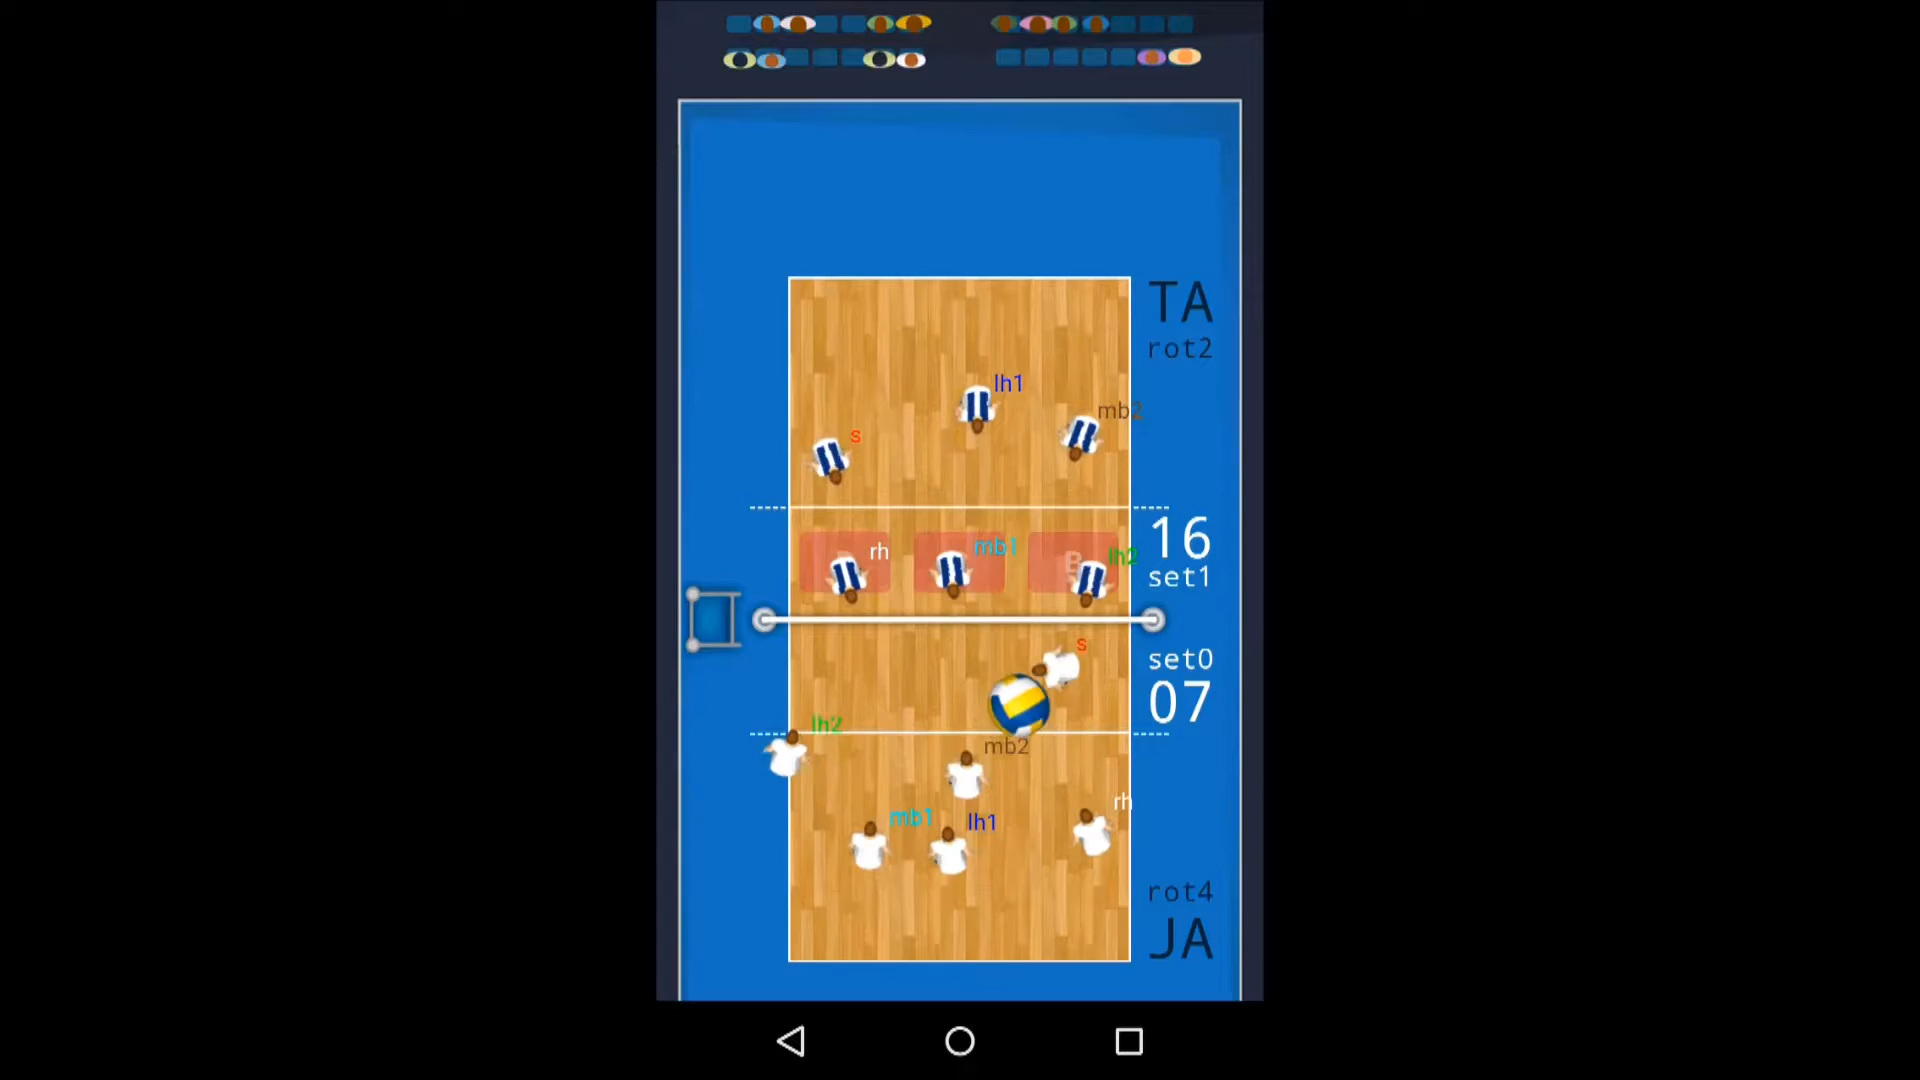 TA
rot2
lh1
mb2
s
16
set1
rh
mb1
B
lh2
s
set0
07
lh2
mb2
rh
mb1
lh1
rot4
JA